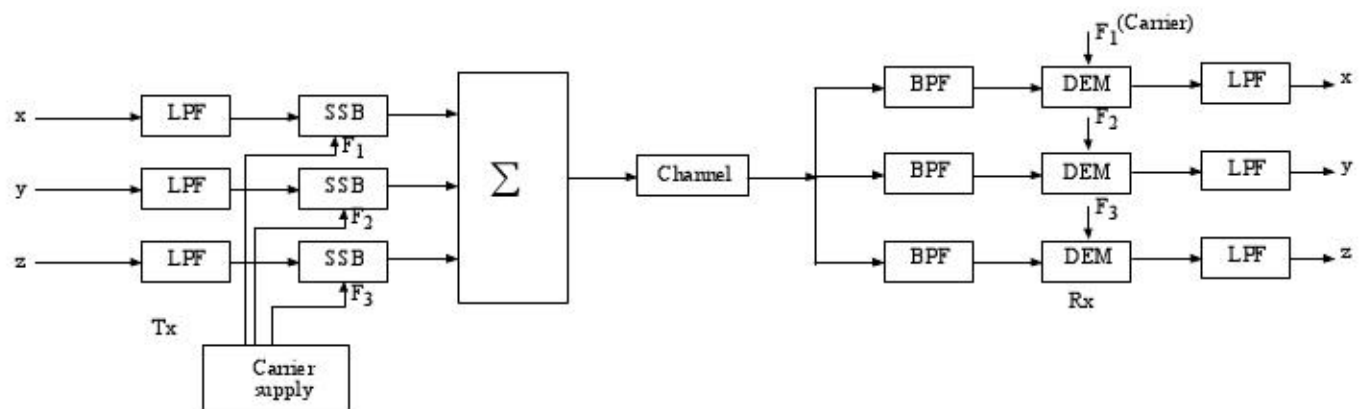 F1 (Carrier)
x LPF SSB BPF DEM LPF x
F1 F2
y LPF SSB Σ Channel BPF DEM LPF y
F2 F3
z LPF SSB BPF DEM LPF z
F3
Tx Rx
Carrier
supply